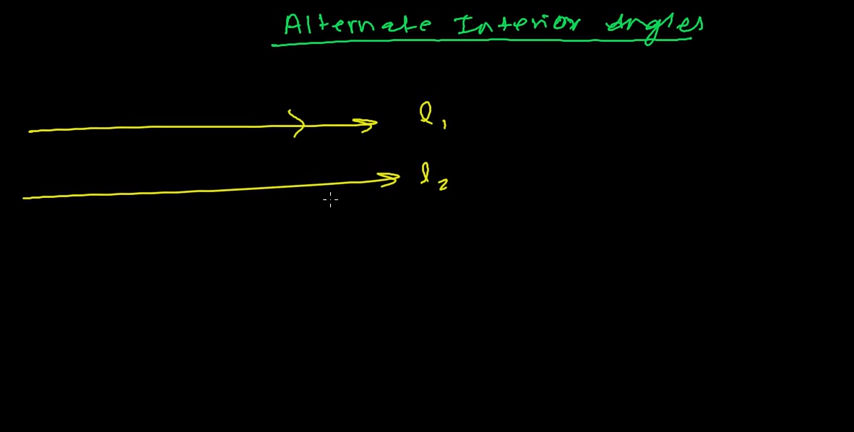 Alternate Interior Angles
l₁
l₂